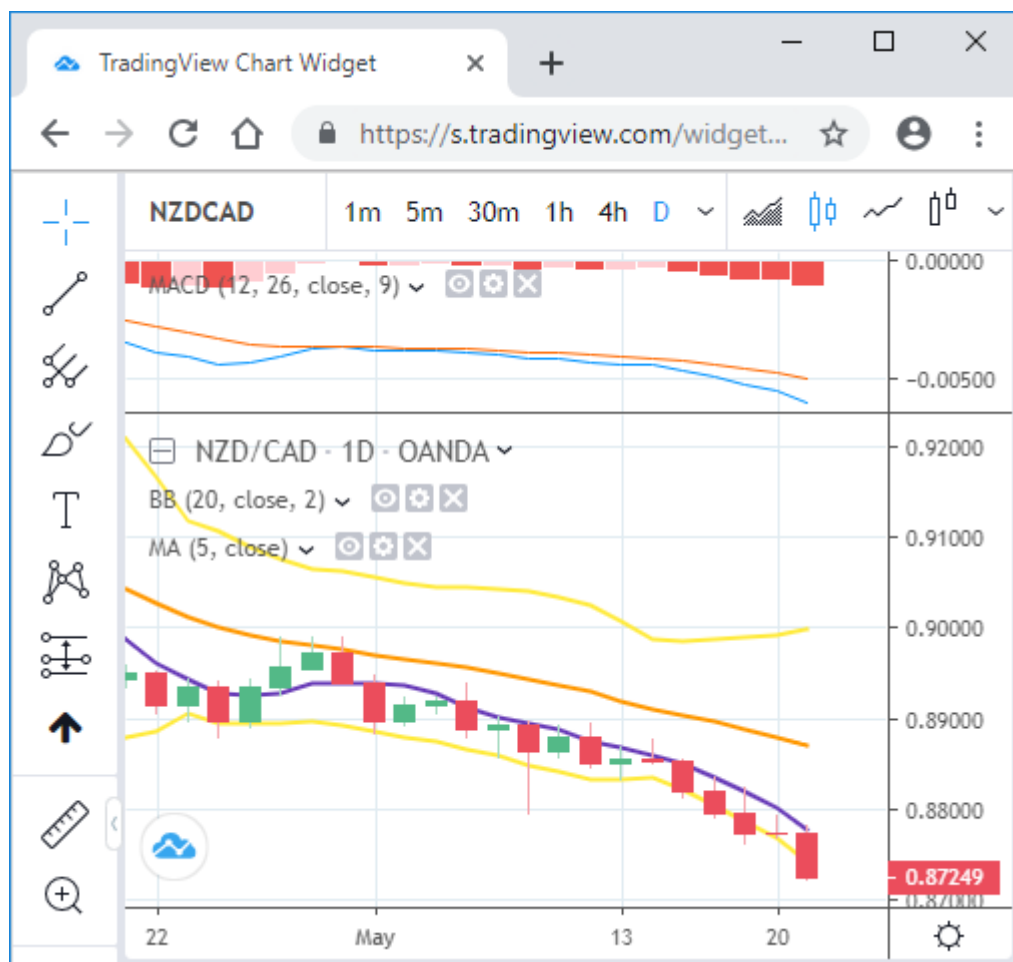 TradingView Chart Widget
https://s.tradingview.com/widget...
NZDCAD 1m 5m 30m 1h 4h D
MACD (12, 26, close, 9)
0.00000
−0.00500
NZD/CAD · 1D · OANDA
BB (20, close, 2)
MA (5, close)
T
0.92000
0.91000
0.90000
0.89000
0.88000
0.87249
0.87000
22 May 13 20